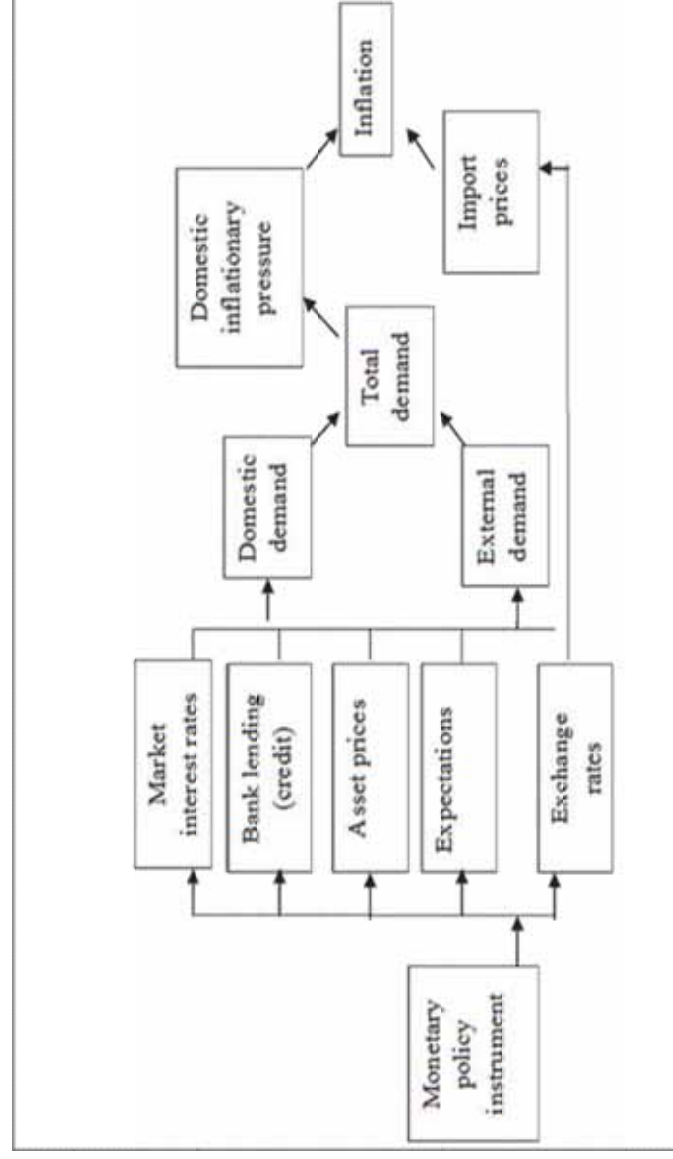 Monetary
policy
instrument
Market
interest rates
Bank lending
(credit)
Asset prices
Expectations
Exchange
rates
Domestic
demand
External
demand
Total
demand
Domestic
inflationary
pressure
Import
prices
Inflation